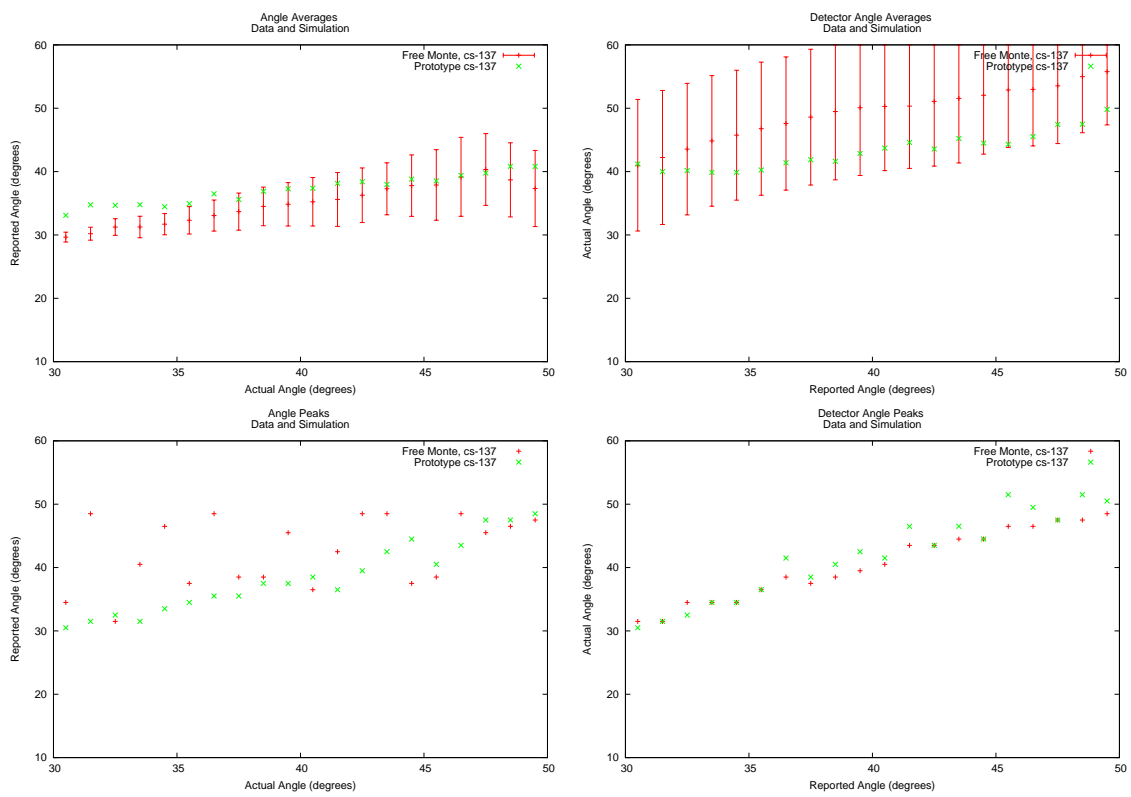 Angle Averages
Data and Simulation
Free Monte, cs-137
Prototype cs-137
60
50
40
30
20
10
Reported Angle (degrees)
30 35 40 45 50
Actual Angle (degrees)
Detector Angle Averages
Data and Simulation
Free Monte, cs-137
Prototype cs-137
60
50
40
30
20
10
Actual Angle (degrees)
30 35 40 45 50
Reported Angle (degrees)
Angle Peaks
Data and Simulation
Free Monte, cs-137
Prototype cs-137
60
50
40
30
20
10
Reported Angle (degrees)
30 35 40 45 50
Actual Angle (degrees)
Detector Angle Peaks
Data and Simulation
Free Monte, cs-137
Prototype cs-137
60
50
40
30
20
10
Actual Angle (degrees)
30 35 40 45 50
Reported Angle (degrees)